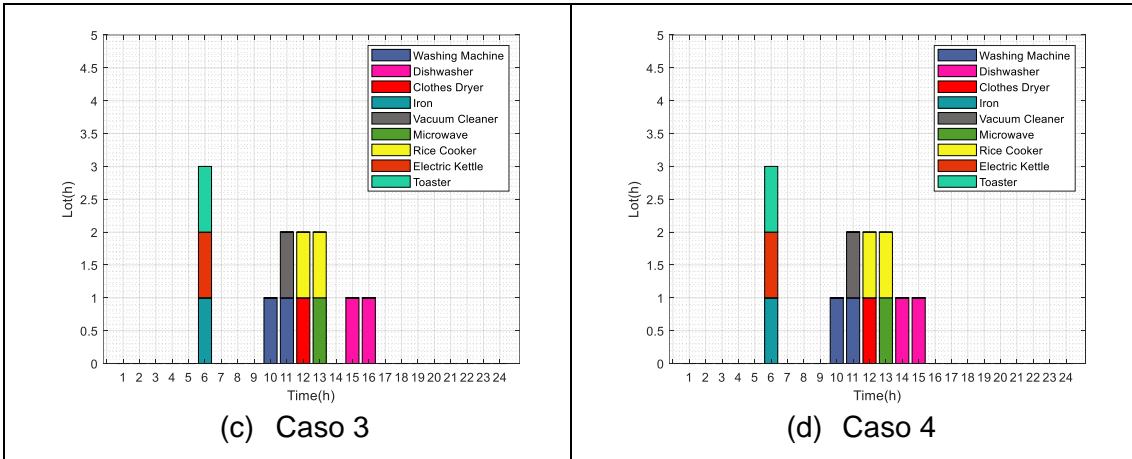 5
4.5
4
3.5
3
2.5
2
1.5
1
0.5
0
Lot(h)
Washing Machine
Dishwasher
Clothes Dryer
Iron
Vacuum Cleaner
Microwave
Rice Cooker
Electric Kettle
Toaster
1 2 3 4 5 6 7 8 9 10 11 12 13 14 15 16 17 18 19 20 21 22 23 24
Time(h)
(c) Caso 3
5
4.5
4
3.5
3
2.5
2
1.5
1
0.5
0
Lot(h)
Washing Machine
Dishwasher
Clothes Dryer
Iron
Vacuum Cleaner
Microwave
Rice Cooker
Electric Kettle
Toaster
1 2 3 4 5 6 7 8 9 10 11 12 13 14 15 16 17 18 19 20 21 22 23 24
Time(h)
(d) Caso 4